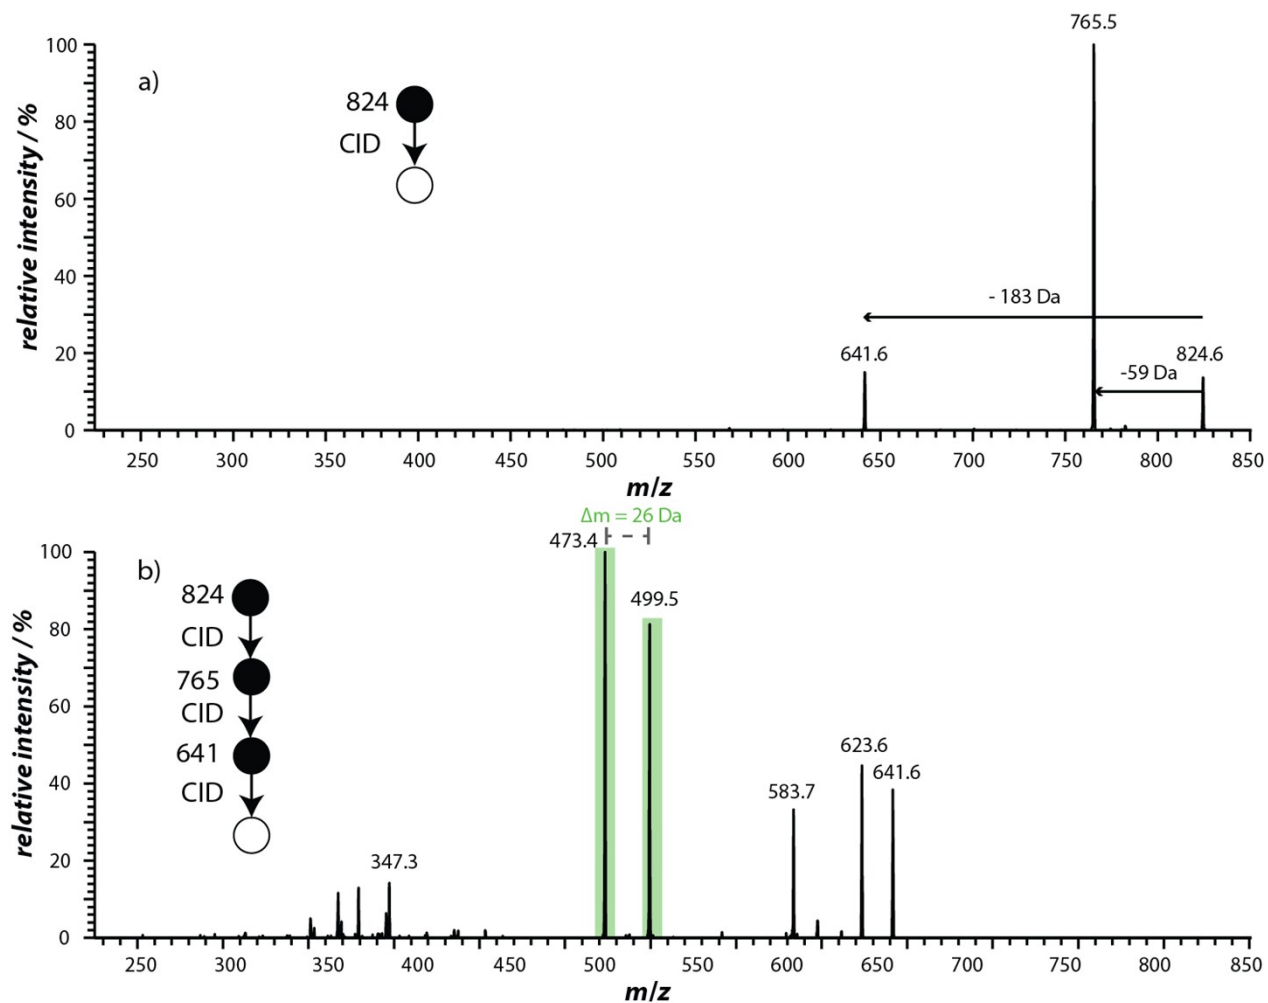 765.5
100
a)
824
80
CID
60
relative intensity / %
40
- 183 Da
20
641.6
824.6
-59 Da
0
250 300 350 400 450 500 550 600 650 700 750 800 850
m/z
Δm = 26 Da
100
473.4
b)
499.5
824
80
CID
765
60
relative intensity / %
CID
641
623.6
40
641.6
CID
583.7
20
347.3
0
250 300 350 400 450 500 550 600 650 700 750 800 850
m/z